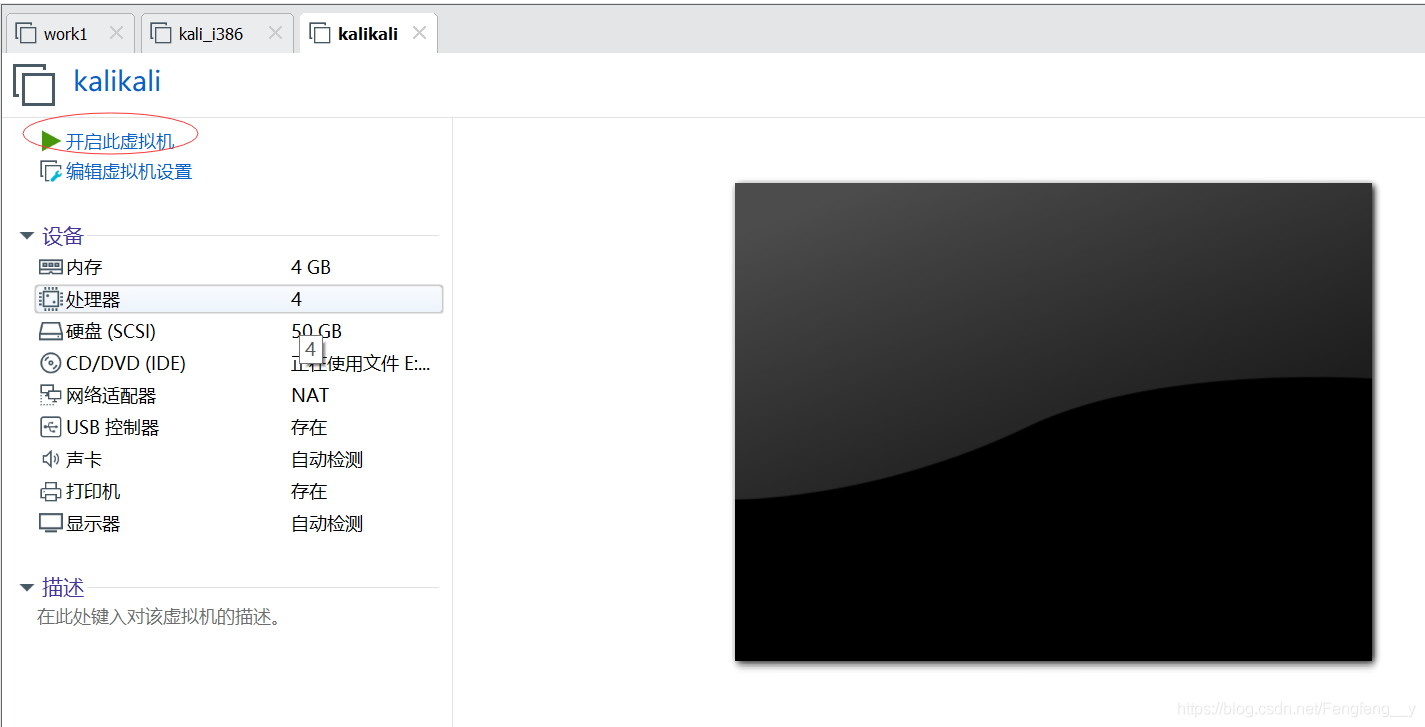 work1 kali_i386 kalikali
kalikali
开启此虚拟机
编辑虚拟机设置
设备
内存 4 GB
处理器 4
硬盘 (SCSI) 50 GB
4
CD/DVD (IDE) 正在使用文件 E:...
网络适配器 NAT
USB 控制器 存在
声卡 自动检测
打印机 存在
显示器 自动检测
描述
在此处键入对该虚拟机的描述。
https://blog.csdn.net/Fengfeng__y